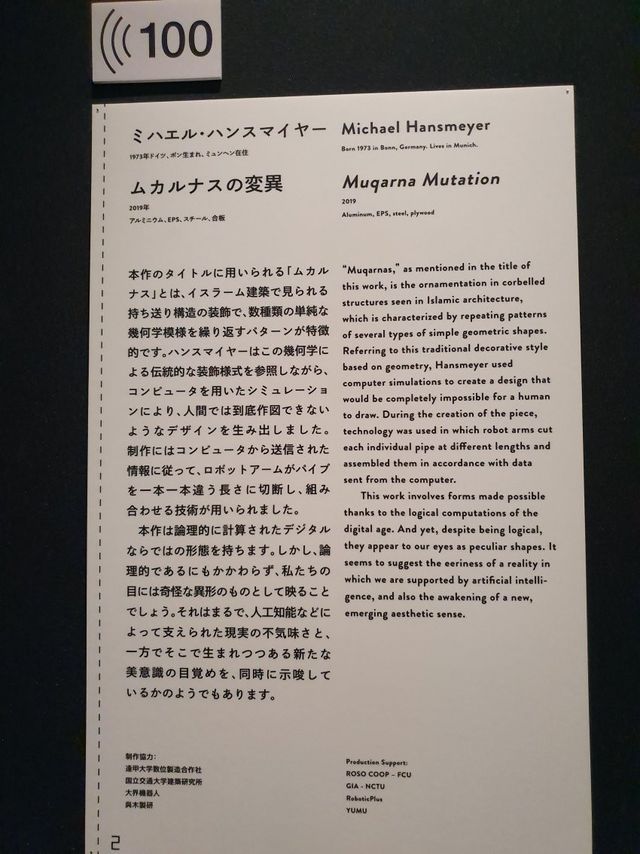 100
ミハエル・ハンスマイヤー
1973年ドイツ、ボン生まれ、ミュンヘン在住
ムカルナスの変異
2019年
アルミニウム、EPS、スチール、合板
Michael Hansmeyer
Born 1973 in Bonn, Germany. Lives in Munich.
Muqarna Mutation
2019
Aluminum, EPS, steel, plywood
本作のタイトルに用いられる「ムカル
ナス」とは、イスラーム建築で見られる
持ち送り構造の装飾で、数種類の単純な
幾何学模様を繰り返すパターンが特徴
的です。ハンスマイヤーはこの幾何学に
よる伝統的な装飾様式を参照しながら、
コンピュータを用いたシミュレーショ
ンにより、人間では到底作図できない
ようなデザインを生み出しました。
制作にはコンピュータから送信された
情報に従って、ロボットアームがパイプ
を一本一本違う長さに切断し、組み
合わせる技術が用いられました。
本作は論理的に計算されたデジタル
ならではの形態を持ちます。しかし、論
理的であるにもかかわらず、私たちの
目には奇怪な異形のものとして映ること
でしょう。それはまるで、人工知能などに
よって支えられた現実の不気味さと、
一方でそこで生まれつつある新たな
美意識の目覚めを、同時に示唆して
いるかのようでもあります。
“Muqarnas,” as mentioned in the title of
this work, is the ornamentation in corbelled
structures seen in Islamic architecture,
which is characterized by repeating patterns
of several types of simple geometric shapes.
Referring to this traditional decorative style
based on geometry, Hansmeyer used
computer simulations to create a design that
would be completely impossible for a human
to draw. During the creation of the piece,
technology was used in which robot arms cut
each individual pipe at different lengths and
assembled them in accordance with data
sent from the computer.
This work involves forms made possible
thanks to the logical computations of the
digital age. And yet, despite being logical,
they appear to our eyes as peculiar shapes. It
seems to suggest the eeriness of a reality in
which we are supported by artificial intelli-
gence, and also the awakening of a new,
emerging aesthetic sense.
制作協力：
逢甲大学数位製造合作社
国立交通大学建築研究所
大界機器人
與木製研
Production Support:
ROSO COOP – FCU
GIA - NCTU
RoboticPlus
YUMU
2